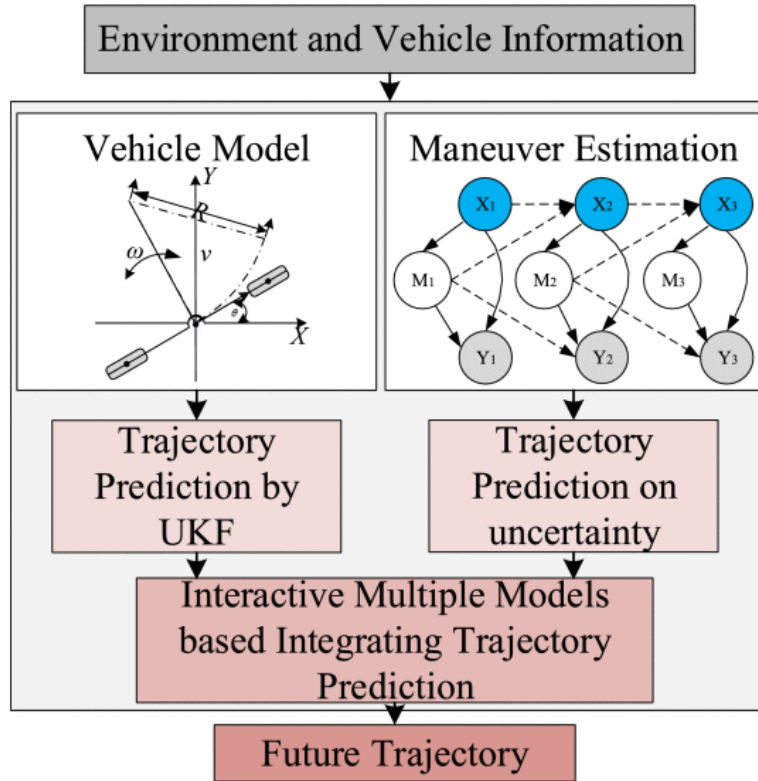 Environment and Vehicle Information
Vehicle Model
Y
R
ω
v
θ
X
Maneuver Estimation
X1
X2
X3
M1
M2
M3
Y1
Y2
Y3
Trajectory
Prediction by
UKF
Trajectory
Prediction on
uncertainty
Interactive Multiple Models
based Integrating Trajectory
Prediction
Future Trajectory